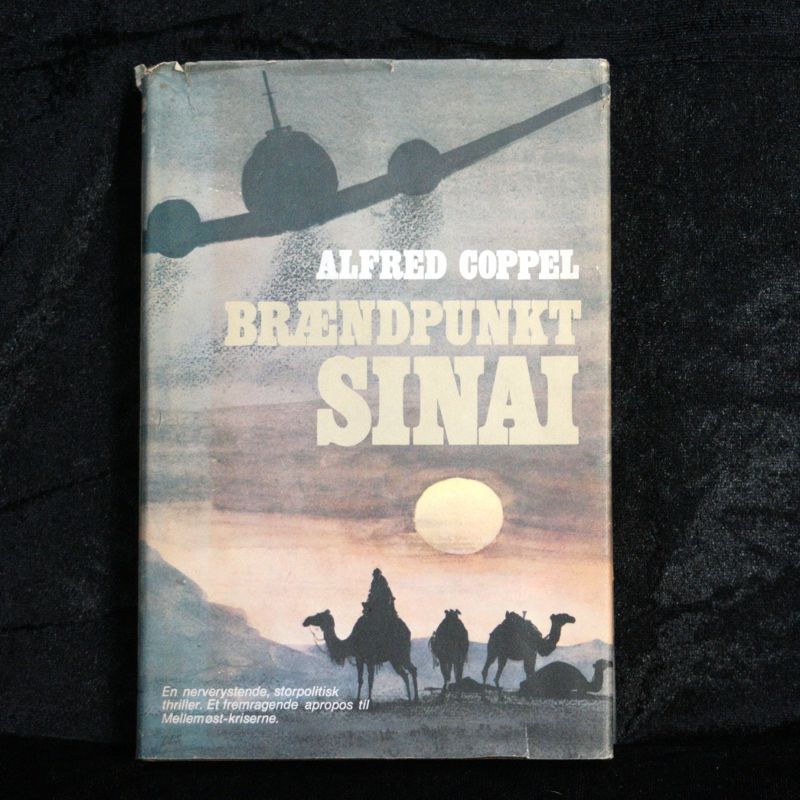 ALFRED COPPEL
BRÆNDPUNKT
SINAI
En nerverystende, storpolitisk
thriller. Et fremragende apropos til
Mellemøst-kriserne.